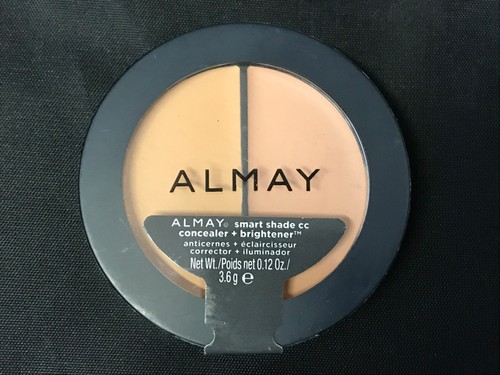 ALMAY
ALMAY® smart shade cc
concealer + brightener™
anticernes + éclaircisseur
corrector + iluminador
Net Wt./Poids net 0.12 Oz./
3.6 g ℮